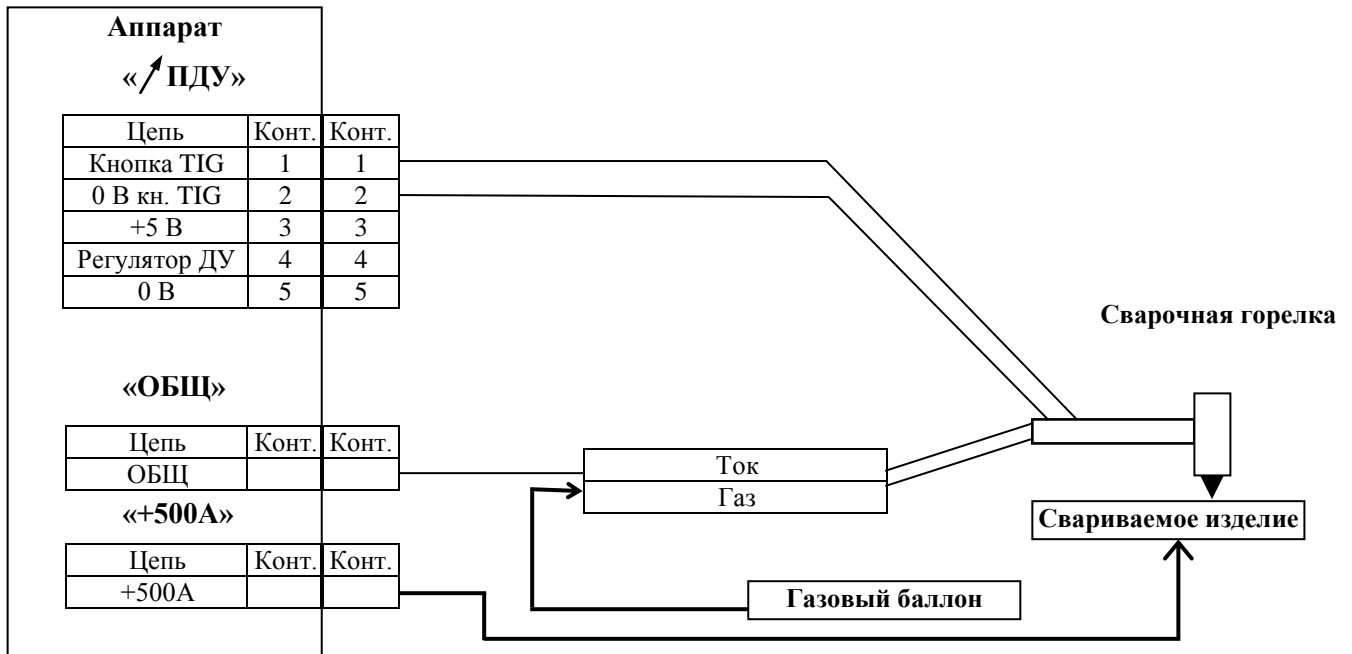 Аппарат
«ПДУ»
Цепь Конт. Конт.
Кнопка TIG 1 1
0 В кн. TIG 2 2
+5 В 3 3
Регулятор ДУ 4 4
0 В 5 5
Сварочная горелка
«ОБЩ»
Цепь Конт. Конт.
ОБЩ
Ток
Газ
«+500А»
Свариваемое изделие
Цепь Конт. Конт.
+500А
Газовый баллон